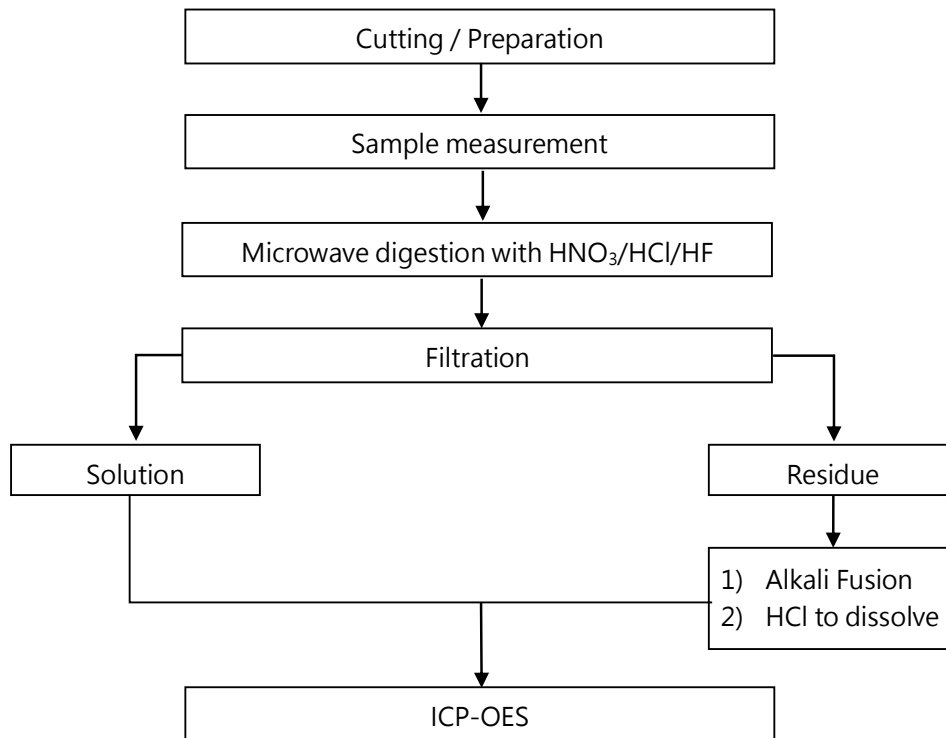 Cutting / Preparation
Sample measurement
Microwave digestion with HNO₃/HCl/HF
Filtration
Solution
Residue
1) Alkali Fusion
2) HCl to dissolve
ICP-OES